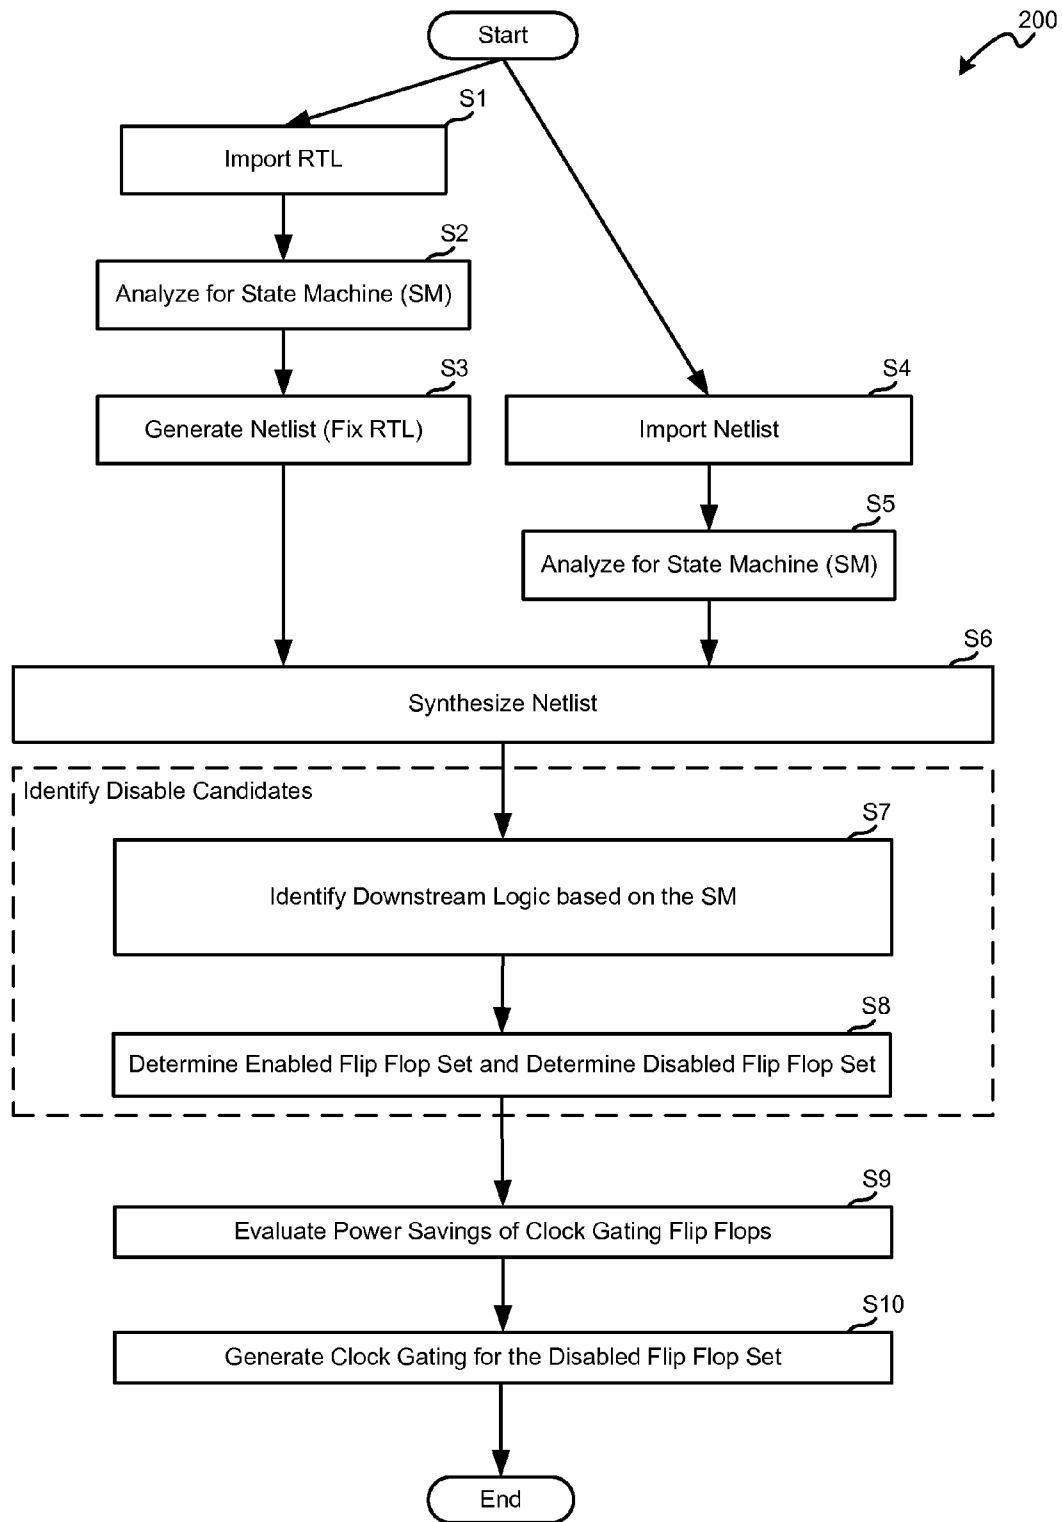 200
Start
S1
Import RTL
S2
Analyze for State Machine (SM)
S3
Generate Netlist (Fix RTL)
S4
Import Netlist
S5
Analyze for State Machine (SM)
S6
Synthesize Netlist
Identify Disable Candidates
S7
Identify Downstream Logic based on the SM
S8
Determine Enabled Flip Flop Set and Determine Disabled Flip Flop Set
S9
Evaluate Power Savings of Clock Gating Flip Flops
S10
Generate Clock Gating for the Disabled Flip Flop Set
End